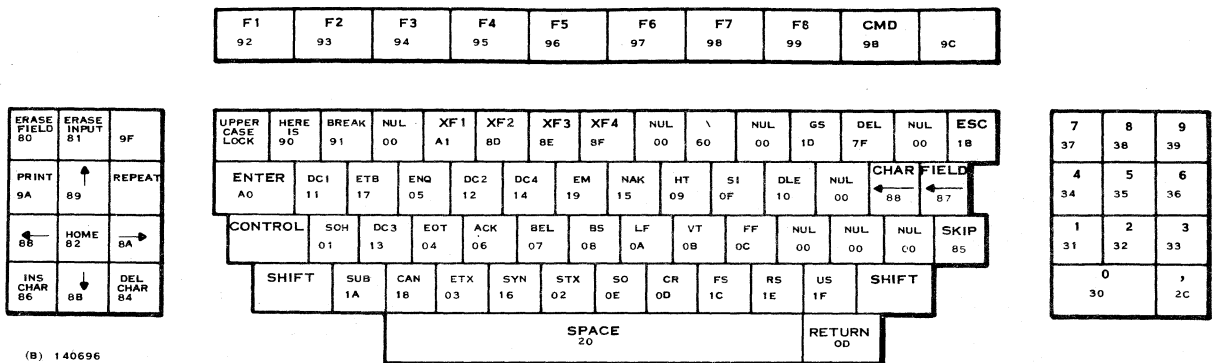 F1 F2 F3 F4 F5 F6 F7 F8 CMD
92 93 94 95 96 97 98 99 9B 9C
ERASE FIELD 80 ERASE INPUT 81 9F
PRINT 9A ↑ 89 REPEAT
← 88 HOME 82 → 8A
INS CHAR 86 ↓ 8B DEL CHAR 84
UPPER CASE LOCK HERE IS 90 BREAK 91 NUL 00 XF1 A1 XF2 8D XF3 8E XF4 8F NUL 00 \ 60 NUL 00 GS 1D DEL 7F NUL 00 ESC 1B
ENTER A0 DC1 11 ETB 17 ENQ 05 DC2 12 DC4 14 EM 19 NAK 15 HT 09 SI 0F DLE 10 NUL 00 CHAR ← 88 FIELD ← 87
CONTROL SOH 01 DC3 13 EOT 04 ACK 06 BEL 07 BS 08 LF 0A VT 0B FF 0C NUL 00 NUL 00 NUL 00 SKIP 85
SHIFT SUB 1A CAN 18 ETX 03 SYN 16 STX 02 SO 0E CR 0D FS 1C RS 1E US 1F SHIFT
SPACE 20 RETURN 0D
7 37 8 38 9 39
4 34 5 35 6 36
1 31 2 32 3 33
0 30 , 2C
(B) 140696